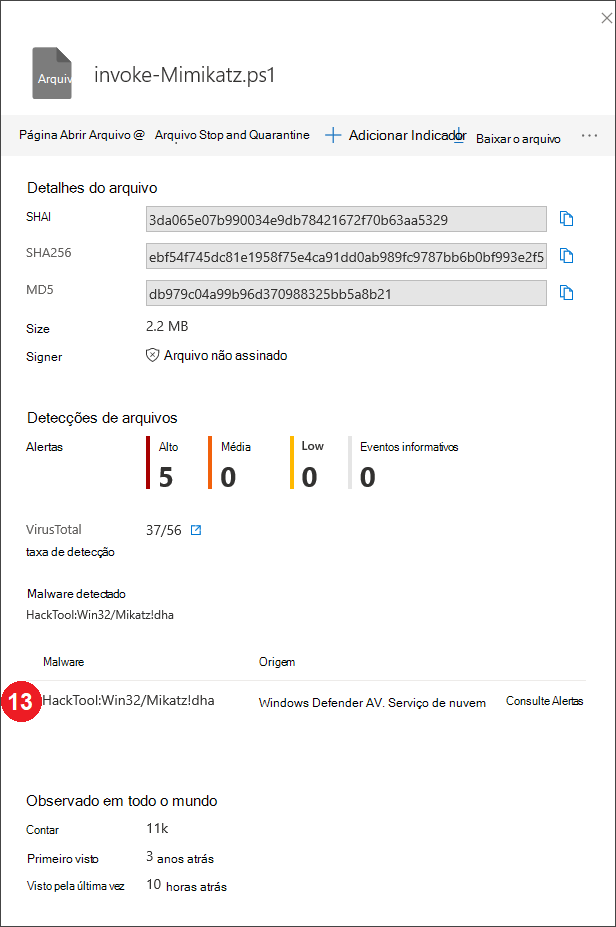 Arquiv
invoke-Mimikatz.ps1
Página Abrir Arquivo @ Arquivo Stop and Quarantine Adicionar Indicador Baixar o arquivo ...
Detalhes do arquivo
SHAI 3da065e07b990034e9db78421672f70b63aa5329
SHA256 ebf54f745dc81e1958f75e4ca91dd0ab989fc9787bb6b0bf993e2f5
MD5 db979c04a99b96d370988325bb5a8b21
Size 2.2 MB
Signer Arquivo não assinado
Detecções de arquivos
Alertas Alto Média Low Eventos informativos
5 0 0 0
VirusTotal 37/56
taxa de detecção
Malware detectado
HackTool:Win32/Mikatz!dha
Malware Origem
13 HackTool:Win32/Mikatz!dha Windows Defender AV. Serviço de nuvem Consulte Alertas
Observado em todo o mundo
Contar 11k
Primeiro visto 3 anos atrás
Visto pela última vez 10 horas atrás